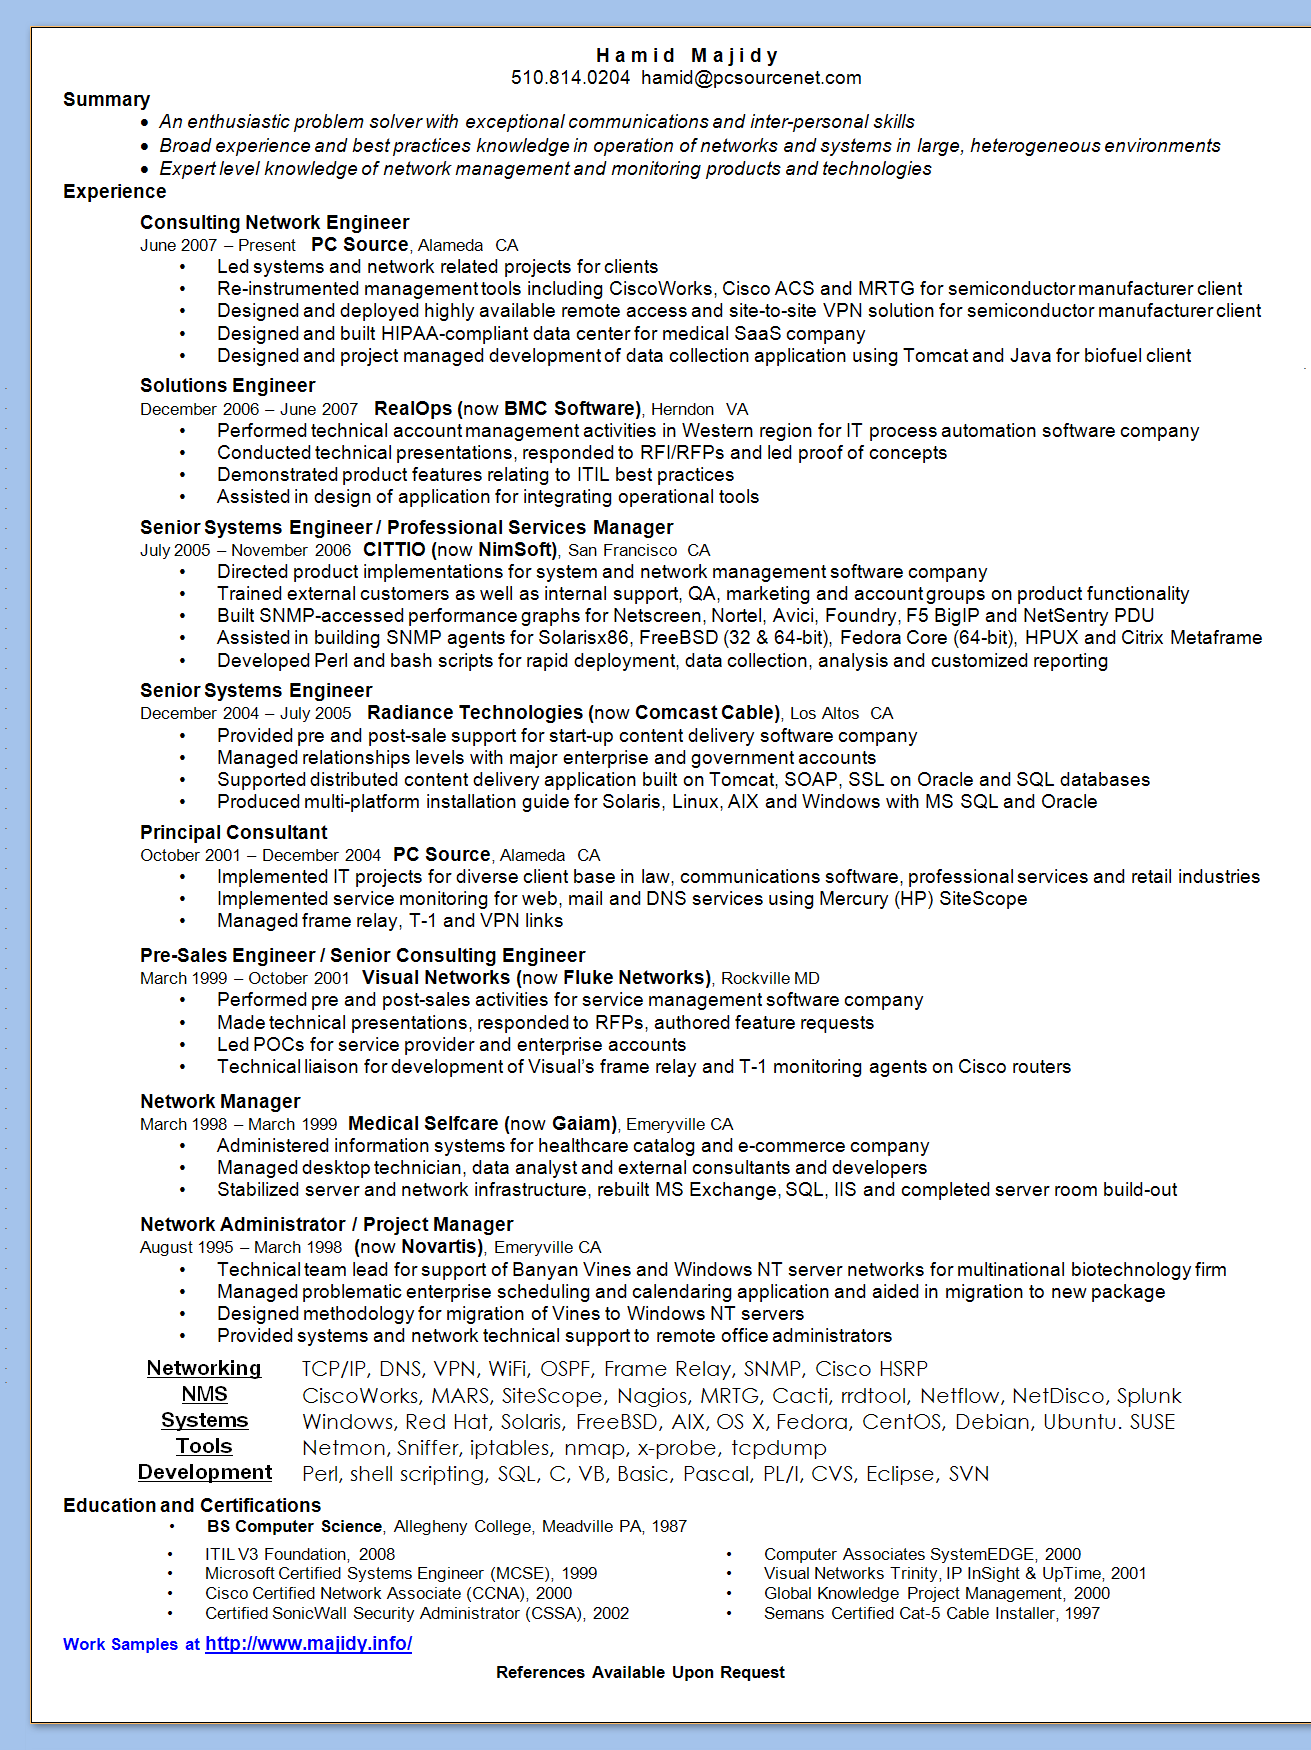 Hamid Majidy
510.814.0204 hamid@pcsourcenet.com
Summary
• An enthusiastic problem solver with exceptional communications and inter-personal skills
• Broad experience and best practices knowledge in operation of networks and systems in large, heterogeneous environments
• Expert level knowledge of network management and monitoring products and technologies
Experience
Consulting Network Engineer
June 2007 – Present PC Source, Alameda CA
• Led systems and network related projects for clients
• Re-instrumented management tools including CiscoWorks, Cisco ACS and MRTG for semiconductor manufacturer client
• Designed and deployed highly available remote access and site-to-site VPN solution for semiconductor manufacturer client
• Designed and built HIPAA-compliant data center for medical SaaS company
• Designed and project managed development of data collection application using Tomcat and Java for biofuel client
Solutions Engineer
December 2006 – June 2007 RealOps (now BMC Software), Herndon VA
• Performed technical account management activities in Western region for IT process automation software company
• Conducted technical presentations, responded to RFI/RFPs and led proof of concepts
• Demonstrated product features relating to ITIL best practices
• Assisted in design of application for integrating operational tools
Senior Systems Engineer / Professional Services Manager
July 2005 – November 2006 CITTIO (now NimSoft), San Francisco CA
• Directed product implementations for system and network management software company
• Trained external customers as well as internal support, QA, marketing and account groups on product functionality
• Built SNMP-accessed performance graphs for Netscreen, Nortel, Avici, Foundry, F5 BigIP and NetSentry PDU
• Assisted in building SNMP agents for Solarisx86, FreeBSD (32 & 64-bit), Fedora Core (64-bit), HPUX and Citrix Metaframe
• Developed Perl and bash scripts for rapid deployment, data collection, analysis and customized reporting
Senior Systems Engineer
December 2004 – July 2005 Radiance Technologies (now Comcast Cable), Los Altos CA
• Provided pre and post-sale support for start-up content delivery software company
• Managed relationships levels with major enterprise and government accounts
• Supported distributed content delivery application built on Tomcat, SOAP, SSL on Oracle and SQL databases
• Produced multi-platform installation guide for Solaris, Linux, AIX and Windows with MS SQL and Oracle
Principal Consultant
October 2001 – December 2004 PC Source, Alameda CA
• Implemented IT projects for diverse client base in law, communications software, professional services and retail industries
• Implemented service monitoring for web, mail and DNS services using Mercury (HP) SiteScope
• Managed frame relay, T-1 and VPN links
Pre-Sales Engineer / Senior Consulting Engineer
March 1999 – October 2001 Visual Networks (now Fluke Networks), Rockville MD
• Performed pre and post-sales activities for service management software company
• Made technical presentations, responded to RFPs, authored feature requests
• Led POCs for service provider and enterprise accounts
• Technical liaison for development of Visual's frame relay and T-1 monitoring agents on Cisco routers
Network Manager
March 1998 – March 1999 Medical Selfcare (now Gaiam), Emeryville CA
• Administered information systems for healthcare catalog and e-commerce company
• Managed desktop technician, data analyst and external consultants and developers
• Stabilized server and network infrastructure, rebuilt MS Exchange, SQL, IIS and completed server room build-out
Network Administrator / Project Manager
August 1995 – March 1998 (now Novartis), Emeryville CA
• Technical team lead for support of Banyan Vines and Windows NT server networks for multinational biotechnology firm
• Managed problematic enterprise scheduling and calendaring application and aided in migration to new package
• Designed methodology for migration of Vines to Windows NT servers
• Provided systems and network technical support to remote office administrators
Networking TCP/IP, DNS, VPN, WiFi, OSPF, Frame Relay, SNMP, Cisco HSRP
NMS CiscoWorks, MARS, SiteScope, Nagios, MRTG, Cacti, rrdtool, Netflow, NetDisco, Splunk
Systems Windows, Red Hat, Solaris, FreeBSD, AIX, OS X, Fedora, CentOS, Debian, Ubuntu. SUSE
Tools Netmon, Sniffer, iptables, nmap, x-probe, tcpdump
Development Perl, shell scripting, SQL, C, VB, Basic, Pascal, PL/I, CVS, Eclipse, SVN
Education and Certifications
• BS Computer Science, Allegheny College, Meadville PA, 1987
• ITIL V3 Foundation, 2008
• Microsoft Certified Systems Engineer (MCSE), 1999
• Cisco Certified Network Associate (CCNA), 2000
• Certified SonicWall Security Administrator (CSSA), 2002
• Computer Associates SystemEDGE, 2000
• Visual Networks Trinity, IP InSight & UpTime, 2001
• Global Knowledge Project Management, 2000
• Semans Certified Cat-5 Cable Installer, 1997
Work Samples at http://www.majidy.info/
References Available Upon Request